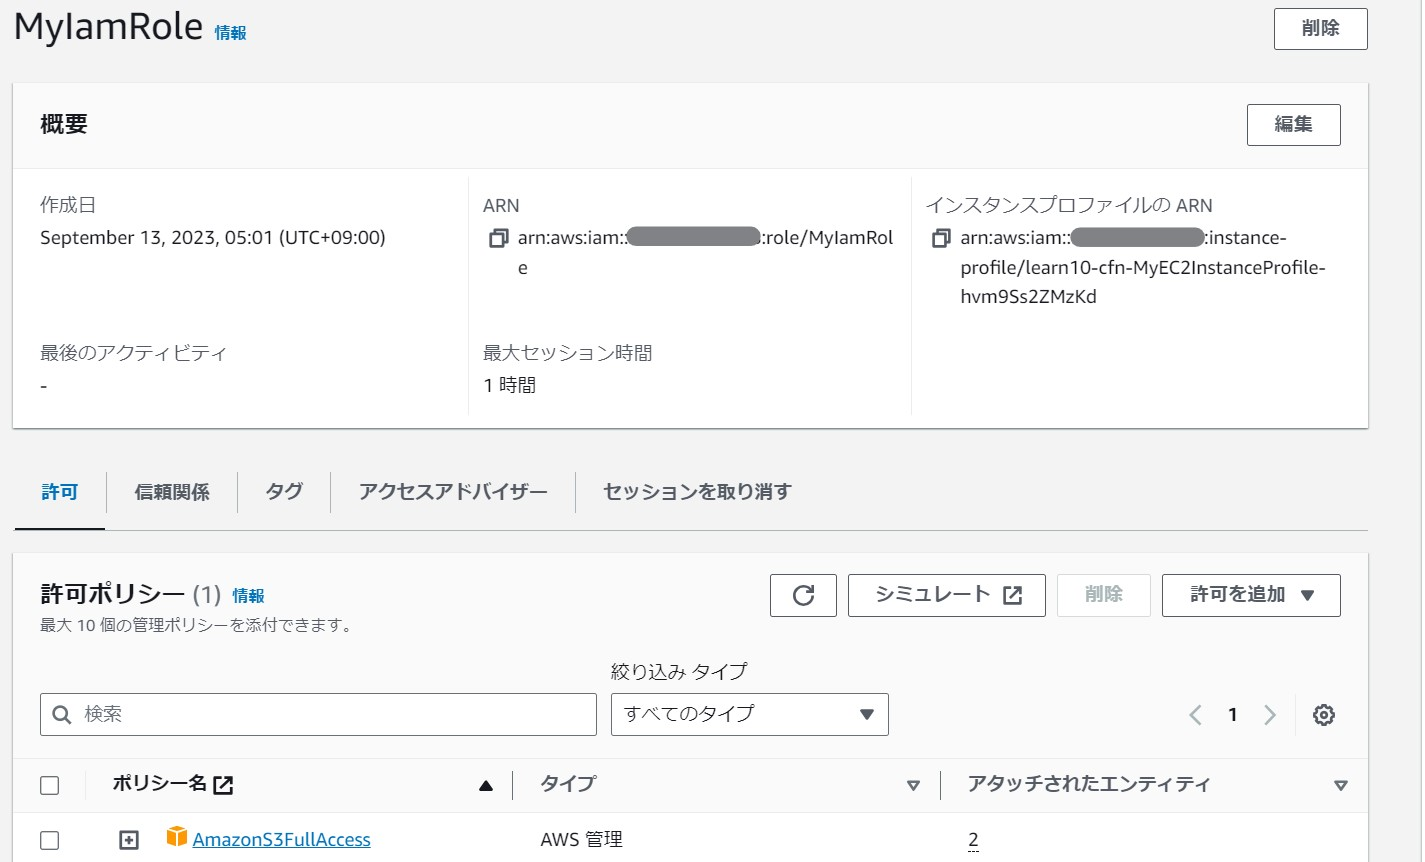 MyIamRole 情報
削除
概要
編集
作成日
September 13, 2023, 05:01 (UTC+09:00)
ARN
arn:aws:iam:: :role/MyIamRol
e
インスタンスプロファイルの ARN
arn:aws:iam:: :instance-
profile/learn10-cfn-MyEC2InstanceProfile-
hvm9Ss2ZMzKd
最後のアクティビティ
-
最大セッション時間
1 時間
許可 信頼関係 タグ アクセスアドバイザー セッションを取り消す
許可ポリシー (1) 情報
最大 10 個の管理ポリシーを添付できます。
シミュレート 削除 許可を追加
絞り込み タイプ
検索 すべてのタイプ 1
ポリシー名 タイプ アタッチされたエンティティ
AmazonS3FullAccess AWS 管理 2